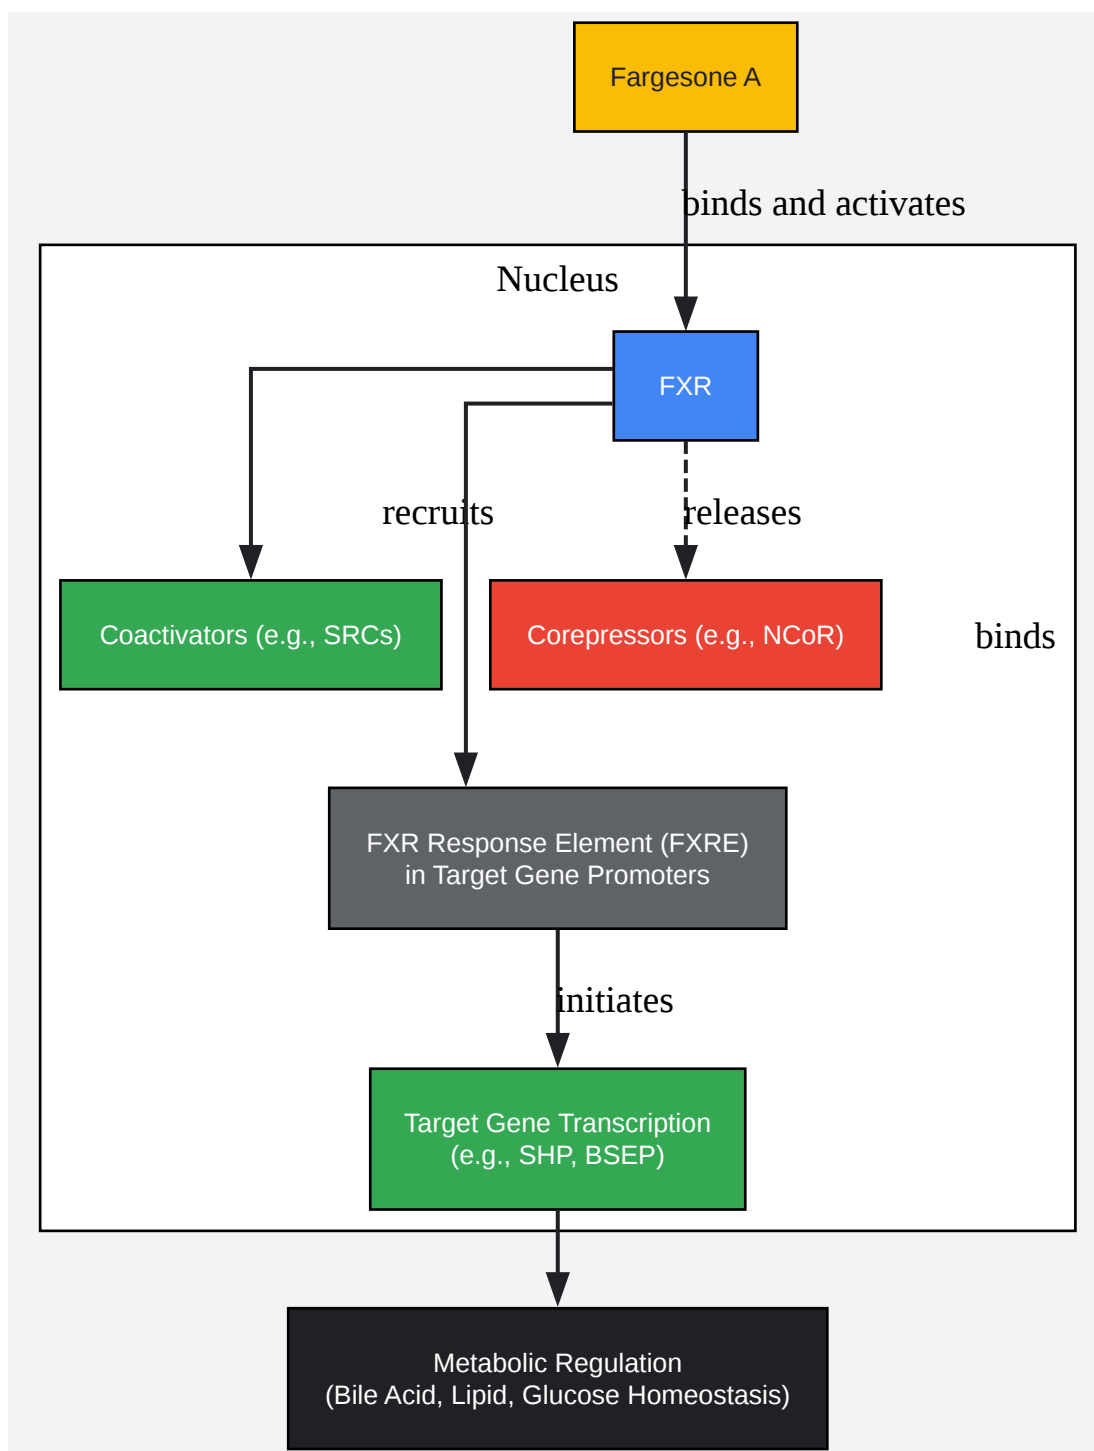 Fargesone A
binds and activates
Nucleus
FXR
recruits
releases
Coactivators (e.g., SRCs)
Corepressors (e.g., NCoR)
binds
FXR Response Element (FXRE)
in Target Gene Promoters
initiates
Target Gene Transcription
(e.g., SHP, BSEP)
Metabolic Regulation
(Bile Acid, Lipid, Glucose Homeostasis)